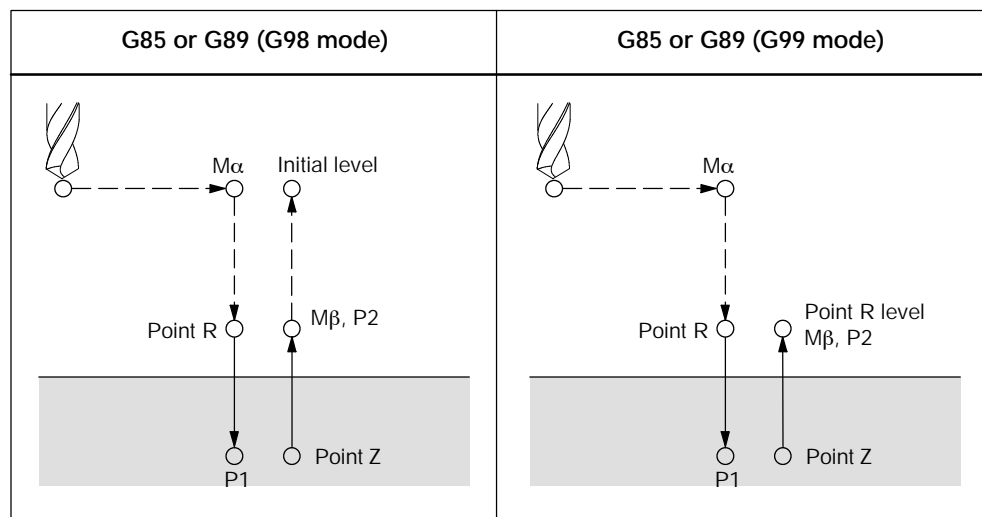 G85 or G89 (G98 mode)
G85 or G89 (G99 mode)
Mα
Initial level
Point R
Mβ, P2
Point Z
P1
Mα
Point R
Point R level
Mβ, P2
Point Z
P1